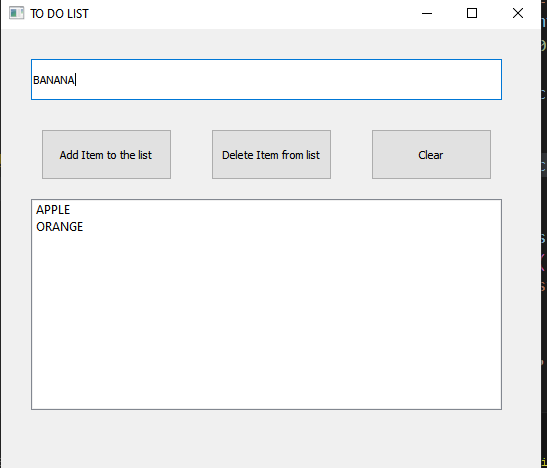 TO DO LIST
BANANA
Add Item to the list
Delete Item from list
Clear
APPLE
ORANGE